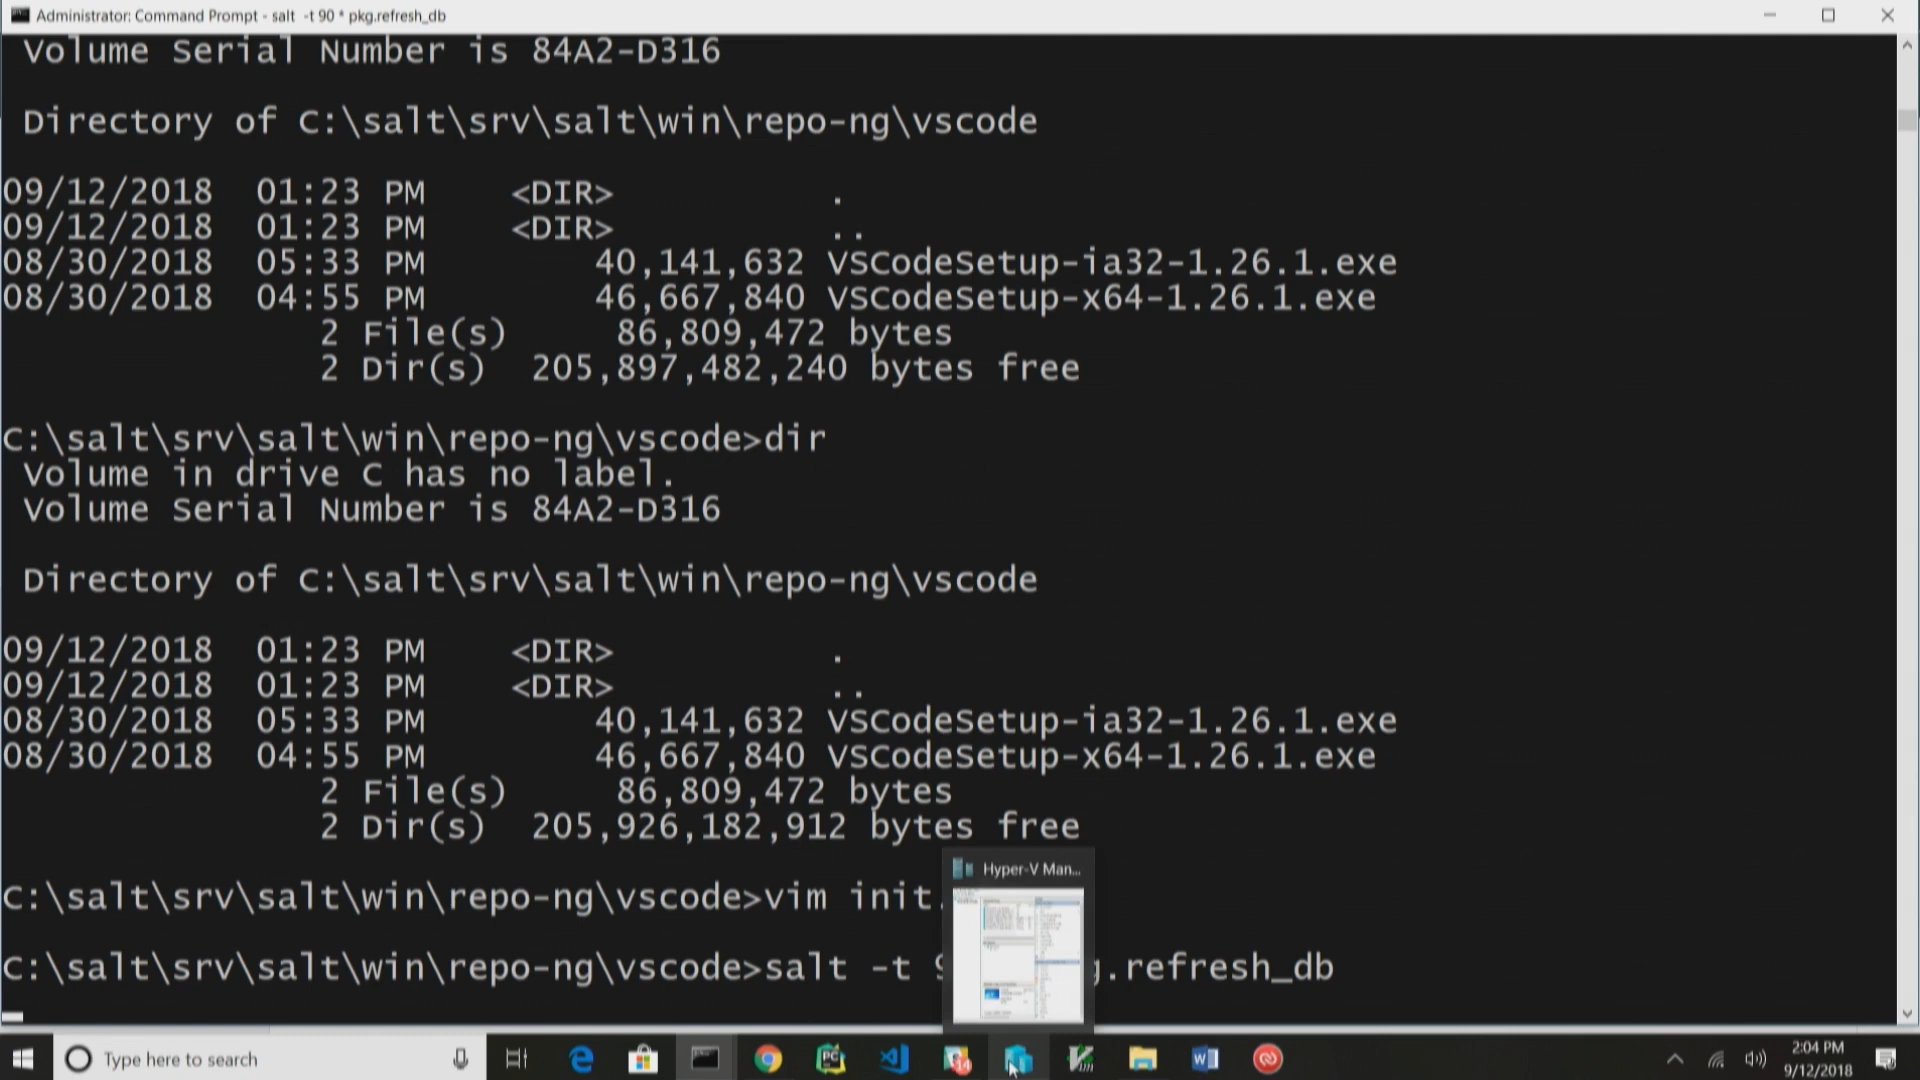 Administrator: Command Prompt - salt -t 90 * pkg.refresh_db
Volume Serial Number is 84A2-D316
Directory of C:\salt\srv\salt\win\repo-ng\vscode
09/12/2018 01:23 PM <DIR> .
09/12/2018 01:23 PM <DIR> ..
08/30/2018 05:33 PM 40,141,632 VSCodeSetup-ia32-1.26.1.exe
08/30/2018 04:55 PM 46,667,840 VSCodeSetup-x64-1.26.1.exe
2 File(s) 86,809,472 bytes
2 Dir(s) 205,897,482,240 bytes free
C:\salt\srv\salt\win\repo-ng\vscode>dir
Volume in drive C has no label.
Volume Serial Number is 84A2-D316
Directory of C:\salt\srv\salt\win\repo-ng\vscode
09/12/2018 01:23 PM <DIR> .
09/12/2018 01:23 PM <DIR> ..
08/30/2018 05:33 PM 40,141,632 VSCodeSetup-ia32-1.26.1.exe
08/30/2018 04:55 PM 46,667,840 VSCodeSetup-x64-1.26.1.exe
2 File(s) 86,809,472 bytes
2 Dir(s) 205,926,182,912 bytes free
Hyper-V Man...
C:\salt\srv\salt\win\repo-ng\vscode>vim init.
C:\salt\srv\salt\win\repo-ng\vscode>salt -t 9 g.refresh_db
Type here to search
PC
14
2:04 PM
9/12/2018